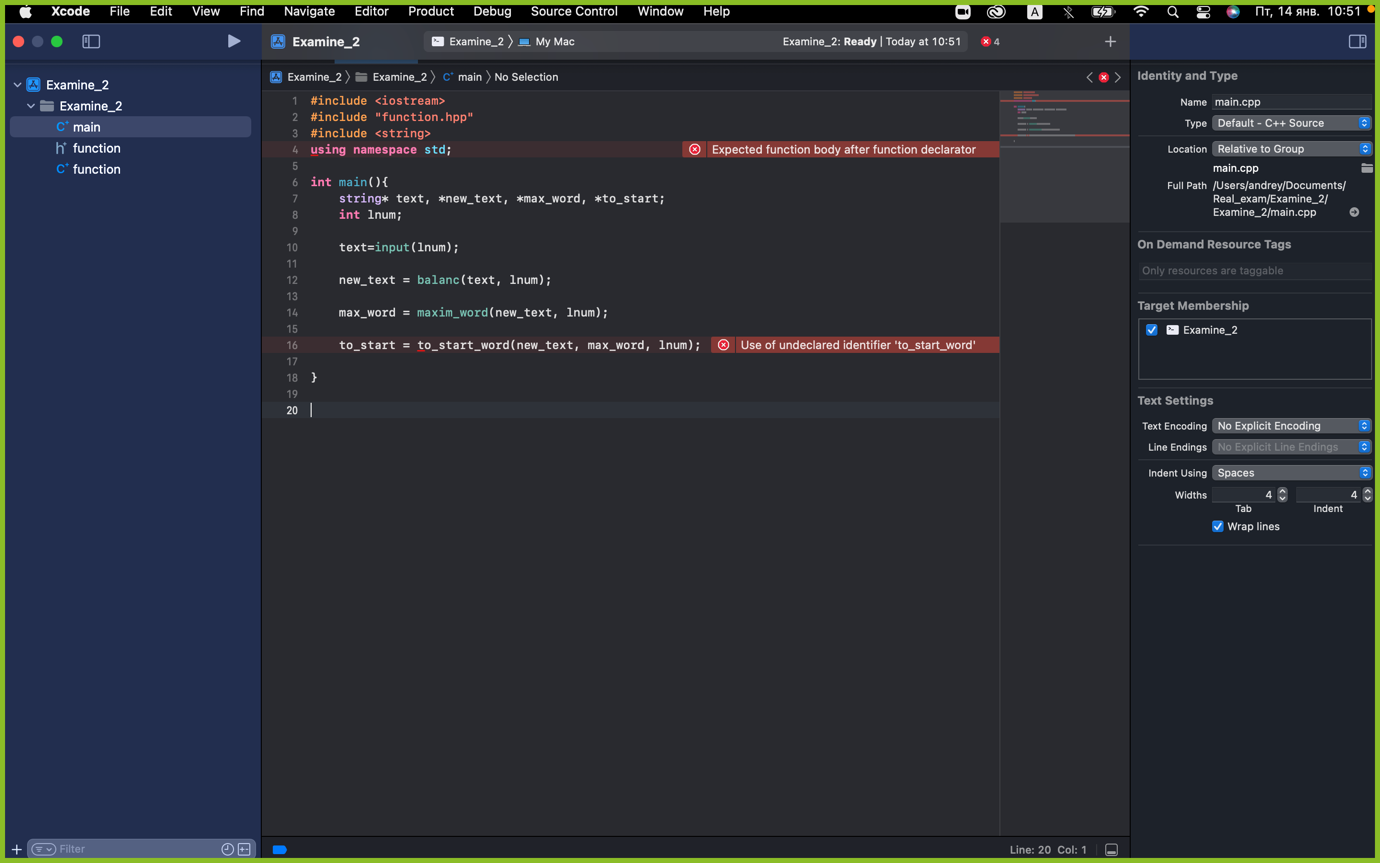 Xcode File Edit View Find Navigate Editor Product Debug Source Control Window Help A Пт, 14 янв. 10:51
Examine_2 Examine_2 My Mac Examine_2: Ready | Today at 10:51 4
Examine_2 Examine_2 main No Selection
Examine_2
Examine_2
main
function
function
Filter
1 #include <iostream>
2 #include "function.hpp"
3 #include <string>
4 using namespace std; Expected function body after function declarator
5
6 int main(){
7 string* text, *new_text, *max_word, *to_start;
8 int lnum;
9
10 text=input(lnum);
11
12 new_text = balanc(text, lnum);
13
14 max_word = maxim_word(new_text, lnum);
15
16 to_start = to_start_word(new_text, max_word, lnum); Use of undeclared identifier 'to_start_word'
17
18 }
19
20
Line: 20 Col: 1
Identity and Type
Name main.cpp
Type Default - C++ Source
Location Relative to Group
main.cpp
Full Path /Users/andrey/Documents/
Real_exam/Examine_2/
Examine_2/main.cpp
On Demand Resource Tags
Only resources are taggable
Target Membership
Examine_2
Text Settings
Text Encoding No Explicit Encoding
Line Endings No Explicit Line Endings
Indent Using Spaces
Widths 4 4
Tab Indent
Wrap lines